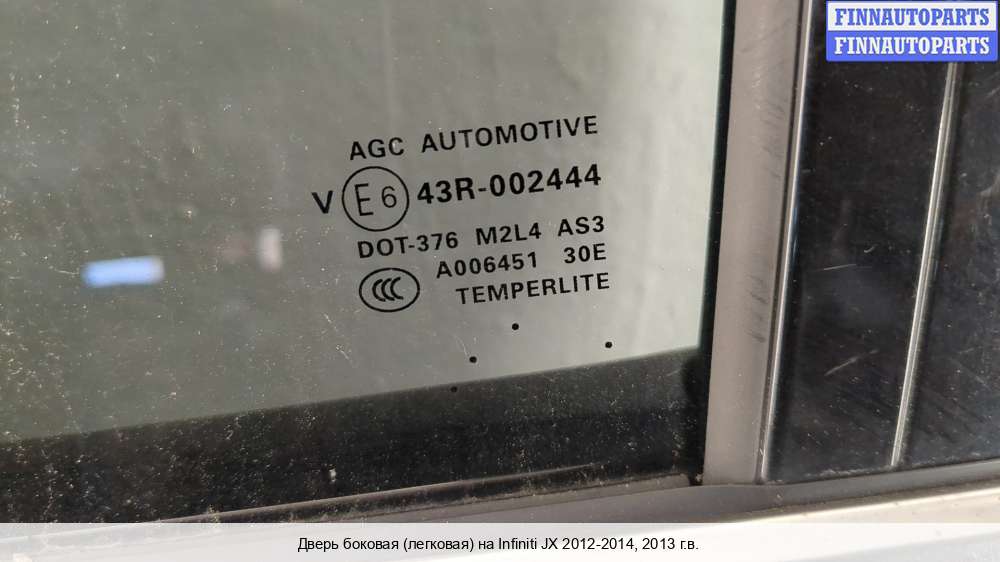 FINNAUTOPARTS
FINNAUTOPARTS
AGC AUTOMOTIVE
V E6 43R-002444
DOT-376 M2L4 AS3
A006451 30E
CCC
TEMPERLITE
Дверь боковая (легковая) на Infiniti JX 2012-2014, 2013 г.в.